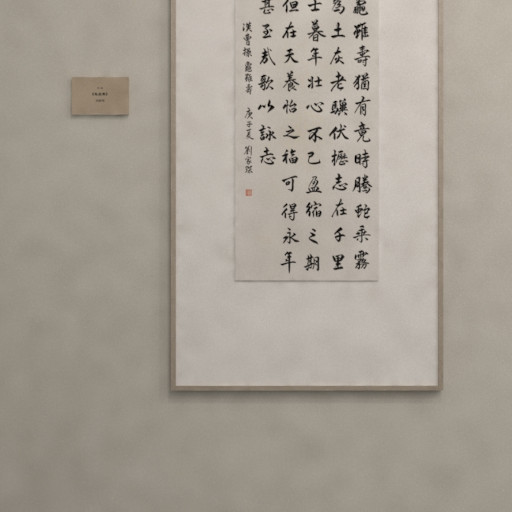 龜雖壽猶有竟時騰蛇乘霧
為土灰老驥伏櫪志在千里
士暮年壯心不已盈縮之期
但在天養怡之福可得永年
甚至哉歌以詠志
漢曹操 龜雖壽 庚子夏 劉家